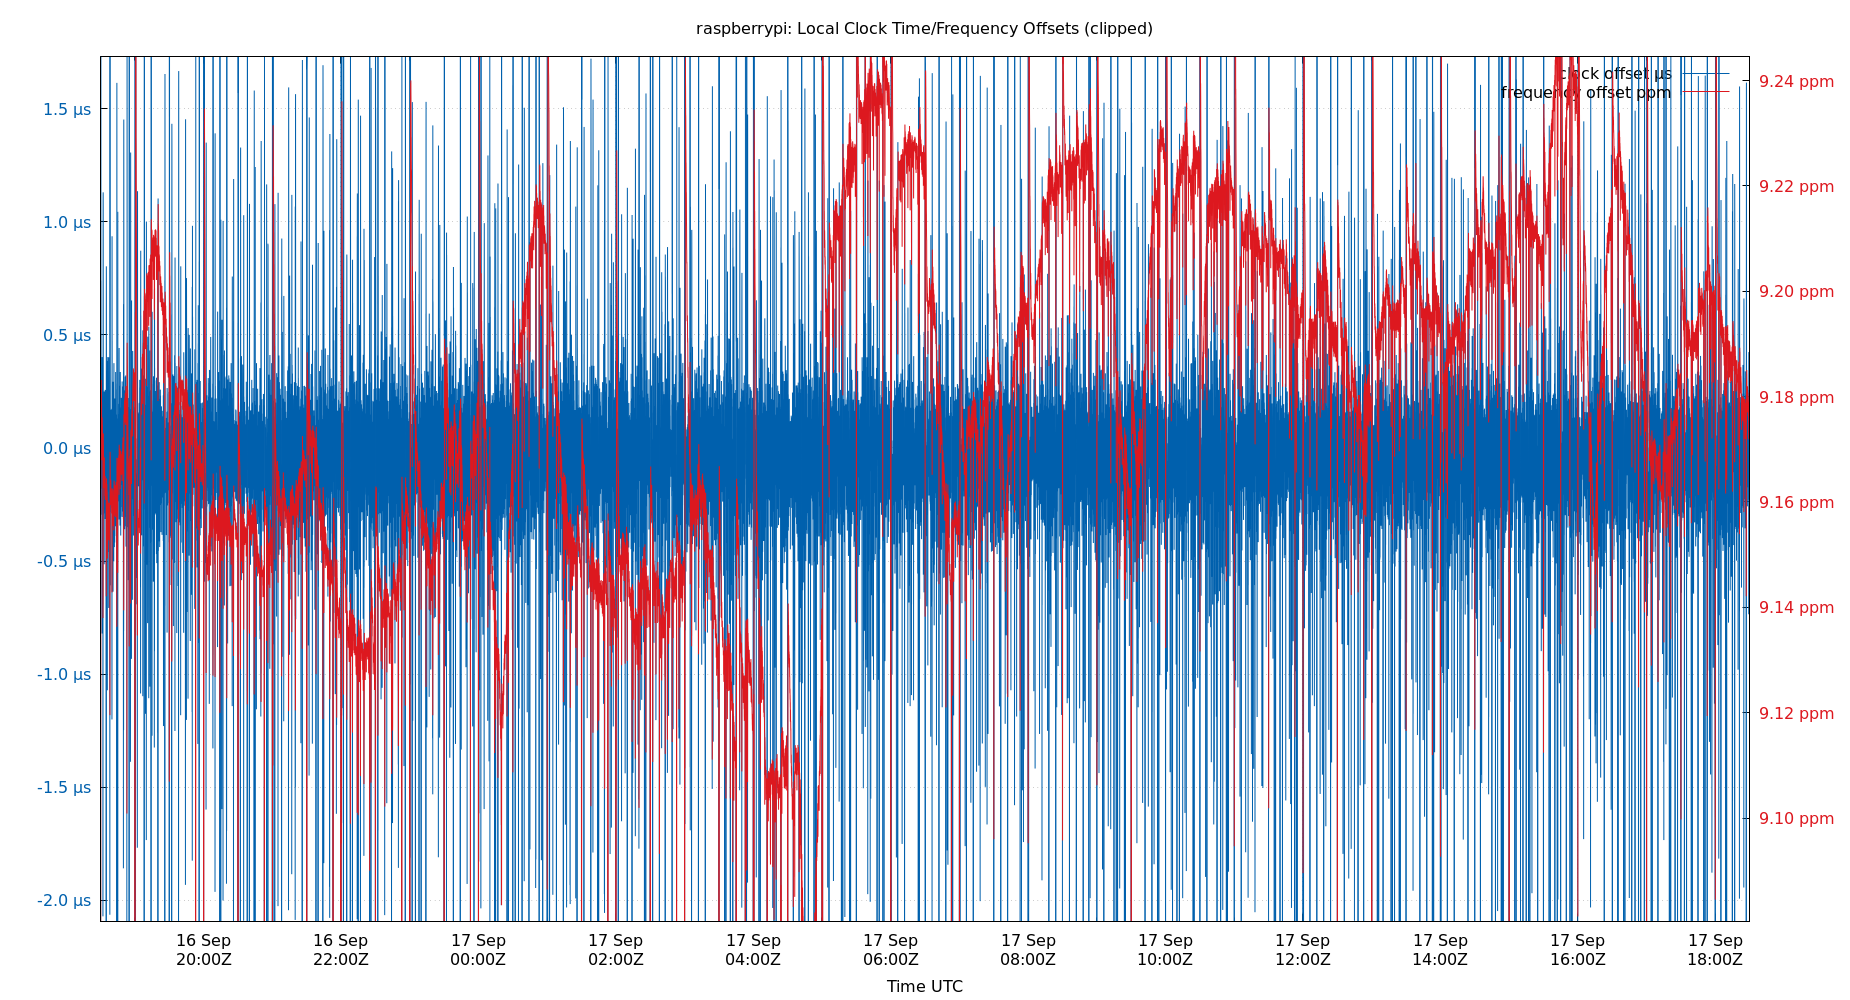 raspberrypi: Local Clock Time/Frequency Offsets (clipped)
clock offset µs
frequency offset ppm
1.5 µs
1.0 µs
0.5 µs
0.0 µs
-0.5 µs
-1.0 µs
-1.5 µs
-2.0 µs
9.24 ppm
9.22 ppm
9.20 ppm
9.18 ppm
9.16 ppm
9.14 ppm
9.12 ppm
9.10 ppm
16 Sep 16 Sep 17 Sep 17 Sep 17 Sep 17 Sep 17 Sep 17 Sep 17 Sep 17 Sep 17 Sep 17 Sep
20:00Z 22:00Z 00:00Z 02:00Z 04:00Z 06:00Z 08:00Z 10:00Z 12:00Z 14:00Z 16:00Z 18:00Z
Time UTC